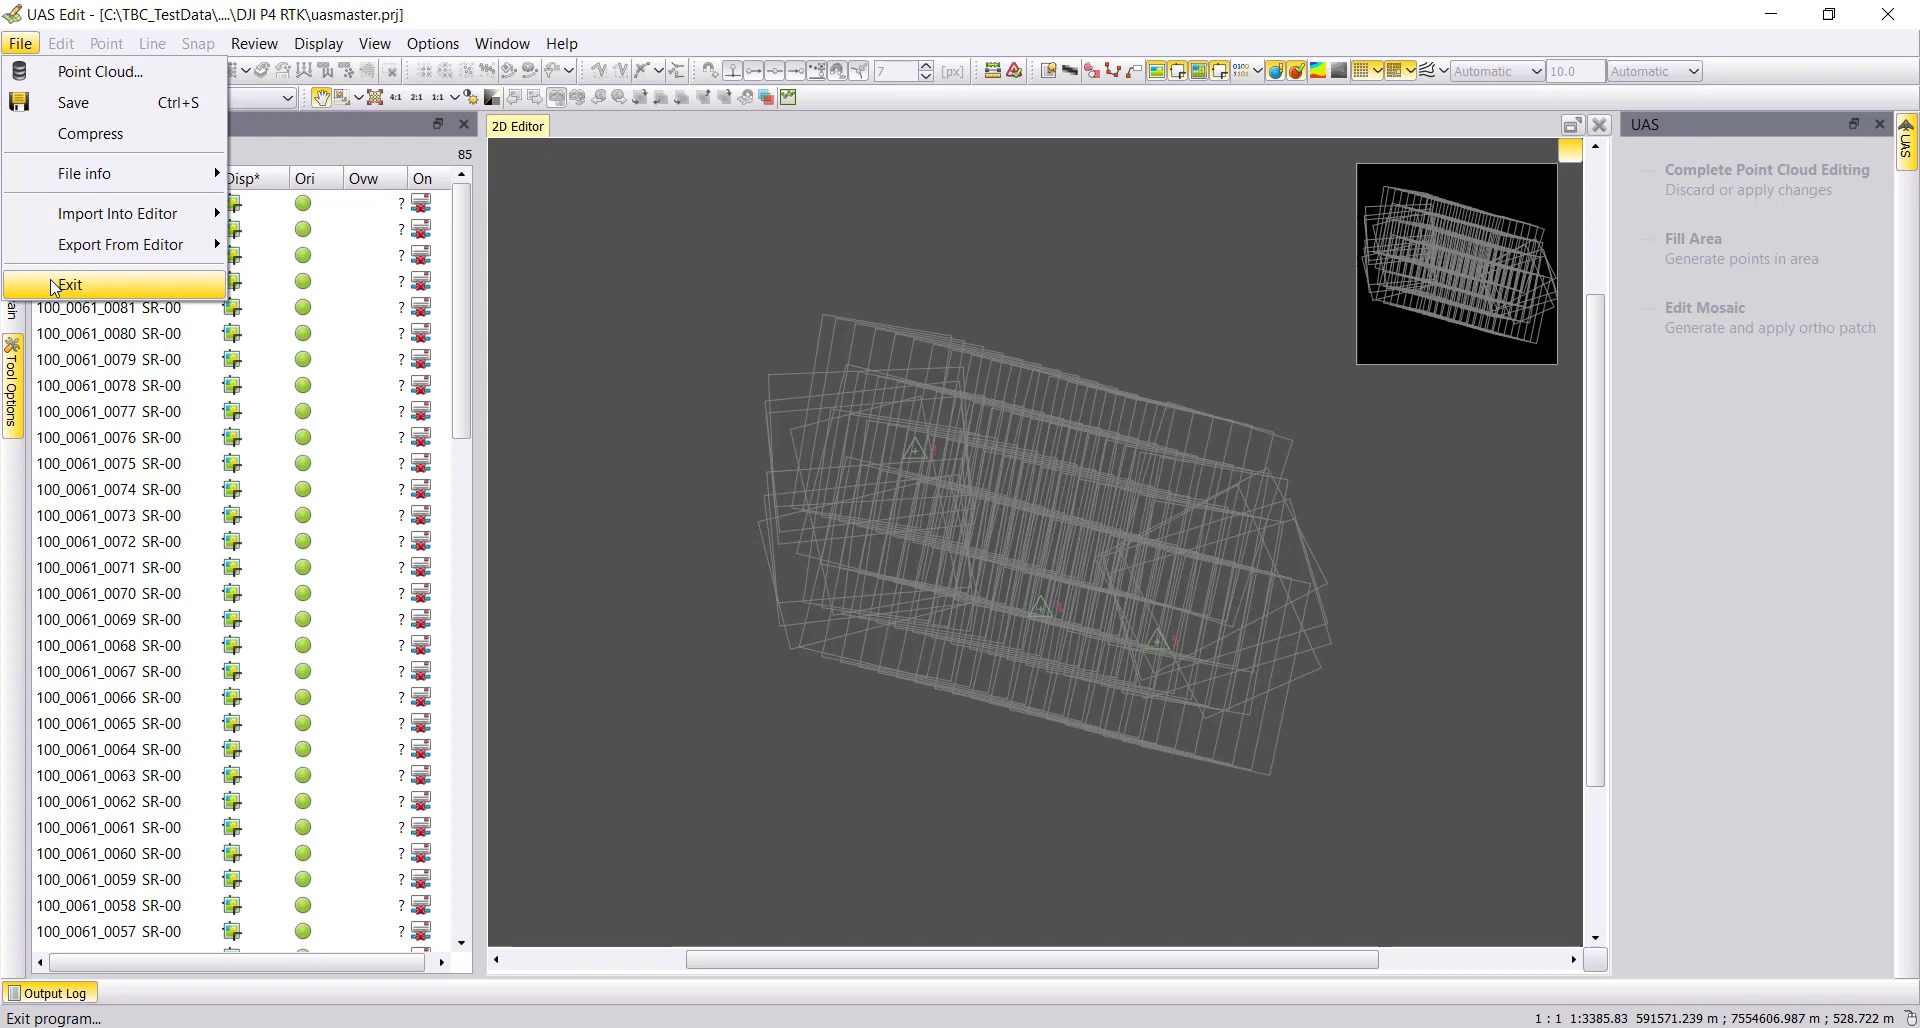 UAS Edit - [C:\TBC_TestData\....\DJI P4 RTK\uasmaster.prj]
File Edit Point Line Snap Review Display View Options Window Help
Point Cloud...
Save Ctrl+S
Compress
File info
Import Into Editor
Export From Editor
Exit
7 [px]
Automatic 10.0 Automatic
4:1 2:1 1:1
2D Editor
UAS
UAS
85
Disp* Ori Ovw On
?
?
?
?
100_0061_0081 SR-00 ?
100_0061_0080 SR-00 ?
100_0061_0079 SR-00 ?
100_0061_0078 SR-00 ?
100_0061_0077 SR-00 ?
100_0061_0076 SR-00 ?
100_0061_0075 SR-00 ?
100_0061_0074 SR-00 ?
100_0061_0073 SR-00 ?
100_0061_0072 SR-00 ?
100_0061_0071 SR-00 ?
100_0061_0070 SR-00 ?
100_0061_0069 SR-00 ?
100_0061_0068 SR-00 ?
100_0061_0067 SR-00 ?
100_0061_0066 SR-00 ?
100_0061_0065 SR-00 ?
100_0061_0064 SR-00 ?
100_0061_0063 SR-00 ?
100_0061_0062 SR-00 ?
100_0061_0061 SR-00 ?
100_0061_0060 SR-00 ?
100_0061_0059 SR-00 ?
100_0061_0058 SR-00 ?
100_0061_0057 SR-00 ?
Tool Options
Complete Point Cloud Editing
Discard or apply changes
Fill Area
Generate points in area
Edit Mosaic
Generate and apply ortho patch
Output Log
Exit program...
1 : 1 1:3385.83 591571.239 m ; 7554606.987 m ; 528.722 m